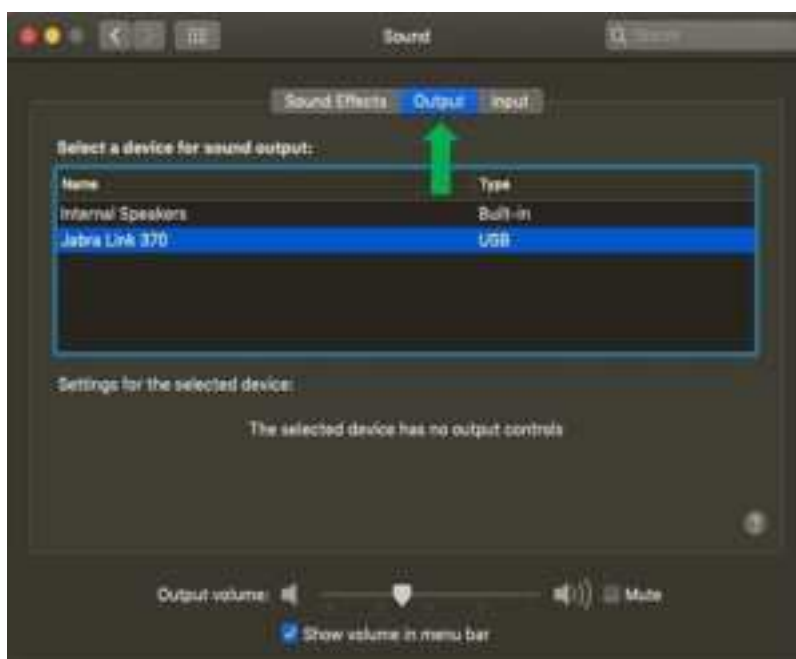 Sound
Search
Sound Effects Output Input
Select a device for sound output:
Name Type
Internal Speakers Built-in
Jabra Link 370 USB
Settings for the selected device:
The selected device has no output controls
?
Output volume: Mute
Show volume in menu bar